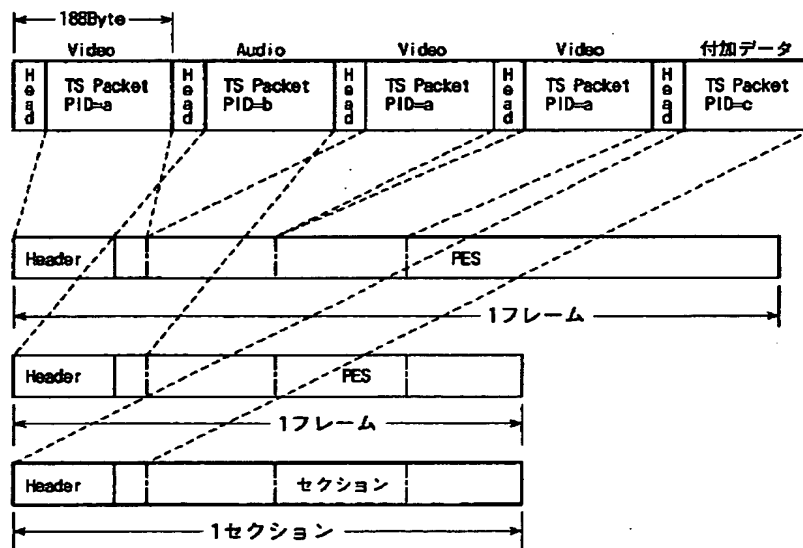 188Byte
Video Audio Video Video 付加データ
Head TS Packet PID=a Head TS Packet PID=b Head TS Packet PID=a Head TS Packet PID=a Head TS Packet PID=c
Header PES
1フレーム
Header PES
1フレーム
Header セクション
1セクション